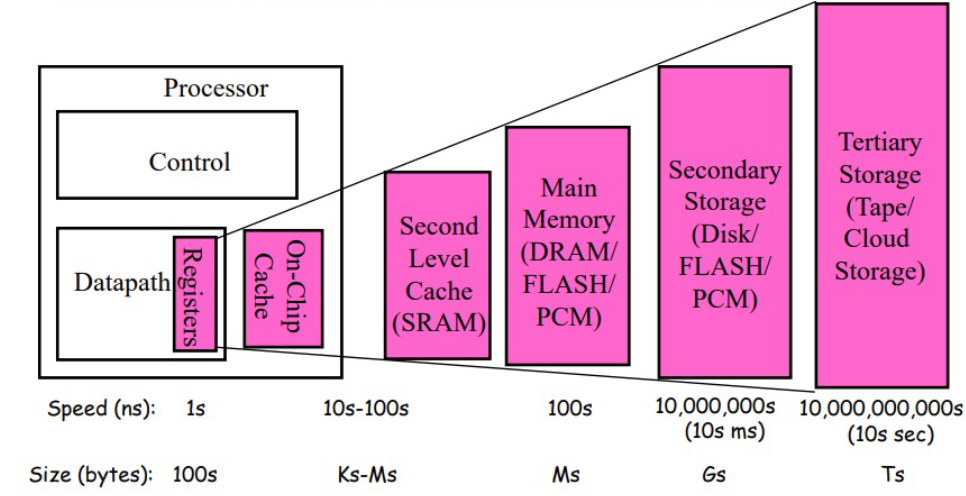 Processor
Control
Datapath
Registers
On-Chip
Cache
Second
Level
Cache
(SRAM)
Main
Memory
(DRAM/
FLASH/
PCM)
Secondary
Storage
(Disk/
FLASH/
PCM)
Tertiary
Storage
(Tape/
Cloud
Storage)
Speed (ns): 1s 10s-100s 100s 10,000,000s 10,000,000,000s
(10s ms) (10s sec)
Size (bytes): 100s Ks-Ms Ms Gs Ts